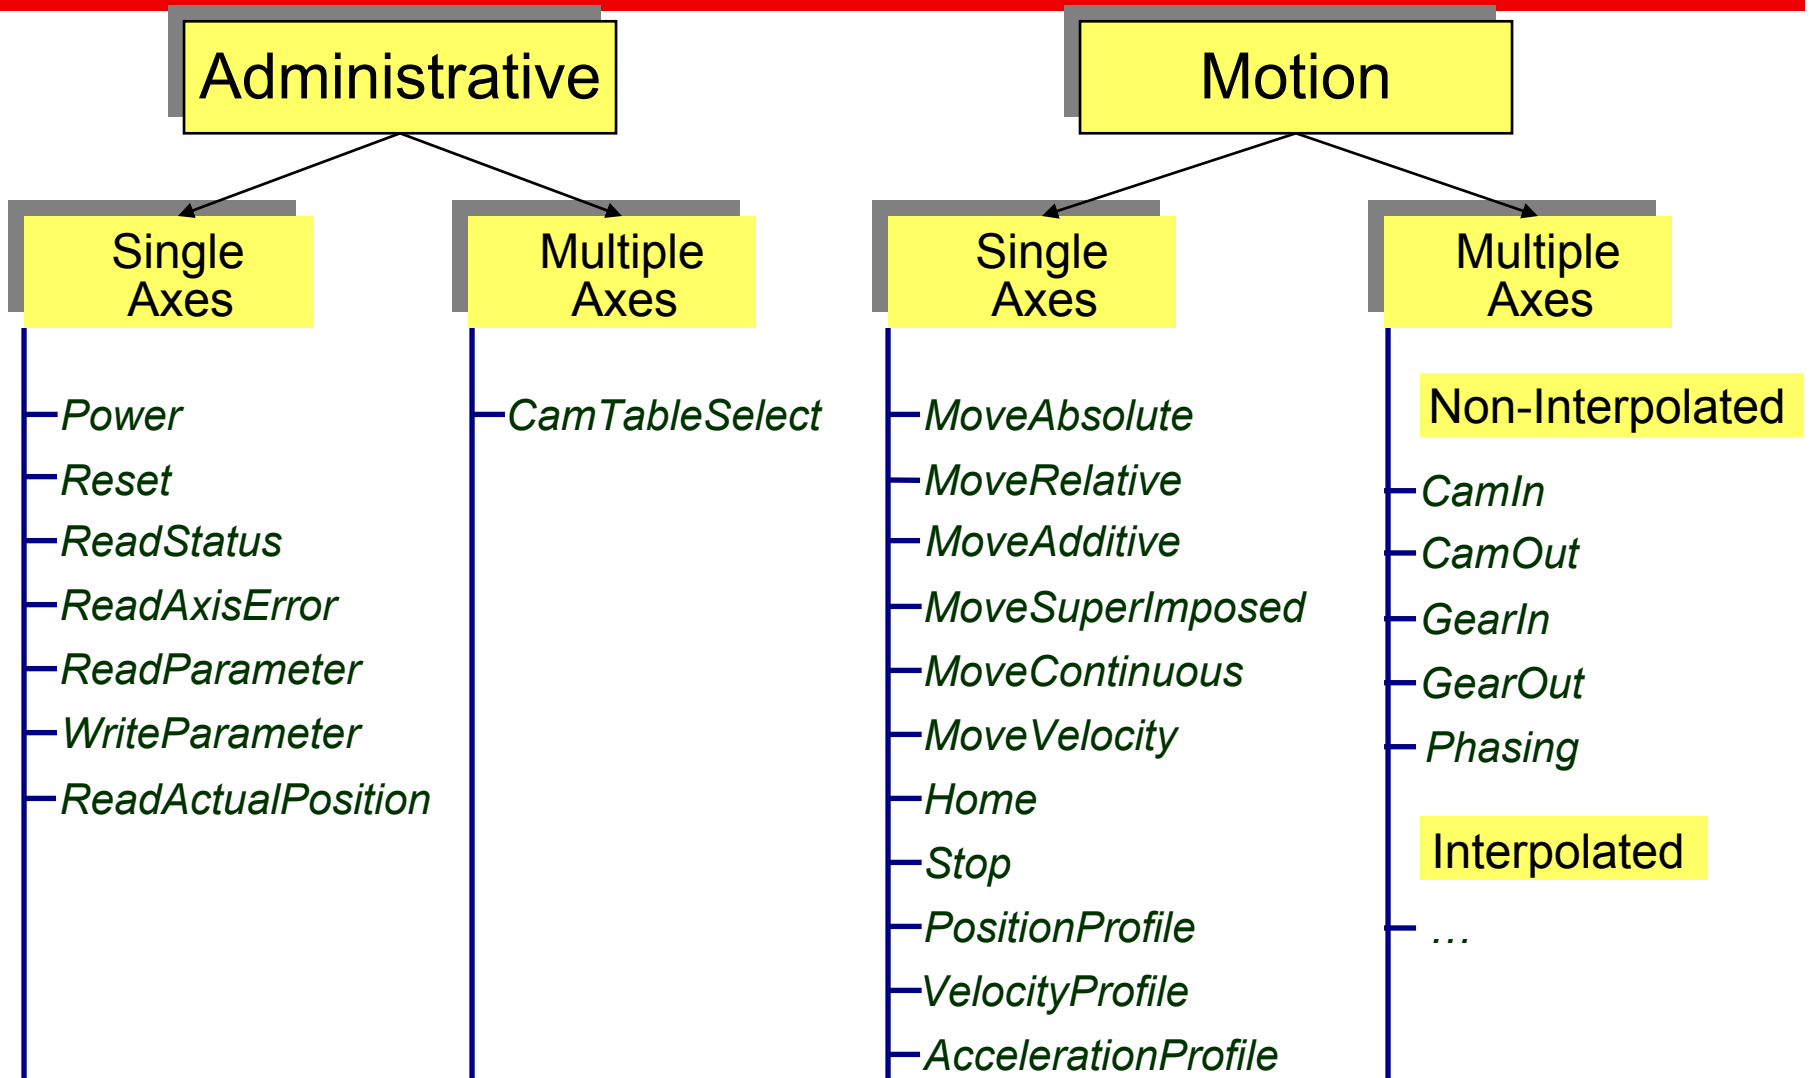 Administrative
Motion
Single
Axes
Multiple
Axes
Single
Axes
Multiple
Axes
Power
Reset
ReadStatus
ReadAxisError
ReadParameter
WriteParameter
ReadActualPosition
CamTableSelect
MoveAbsolute
MoveRelative
MoveAdditive
MoveSuperImposed
MoveContinuous
MoveVelocity
Home
Stop
PositionProfile
VelocityProfile
AccelerationProfile
Non-Interpolated
CamIn
CamOut
GearIn
GearOut
Phasing
Interpolated
…